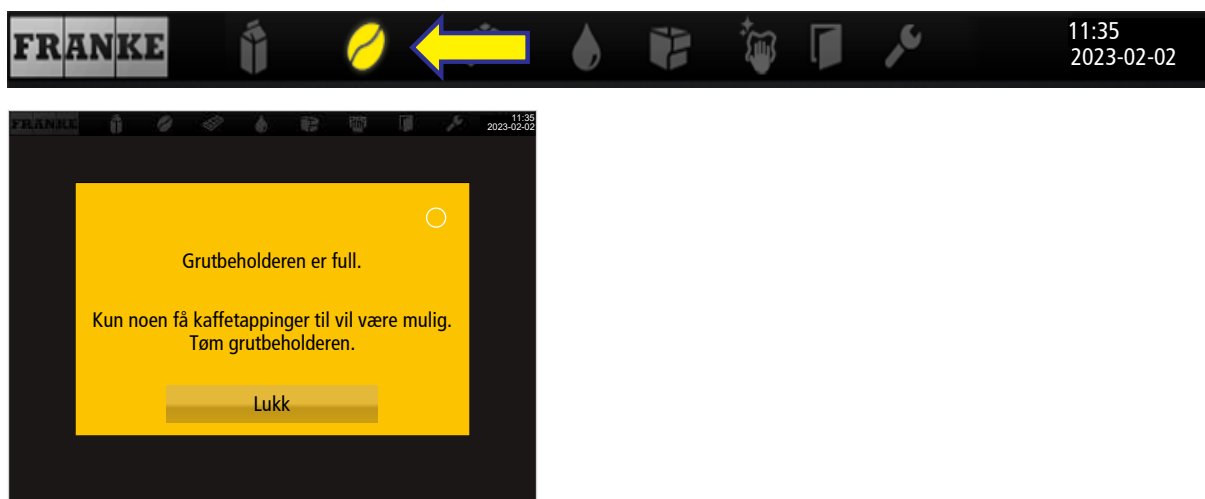 FRANKE
11:35
2023-02-02
FRANKE
11:35
2023-02-02
Grutbeholderen er full.
Kun noen få kaffetappinger til vil være mulig.
Tøm grutbeholderen.
Lukk